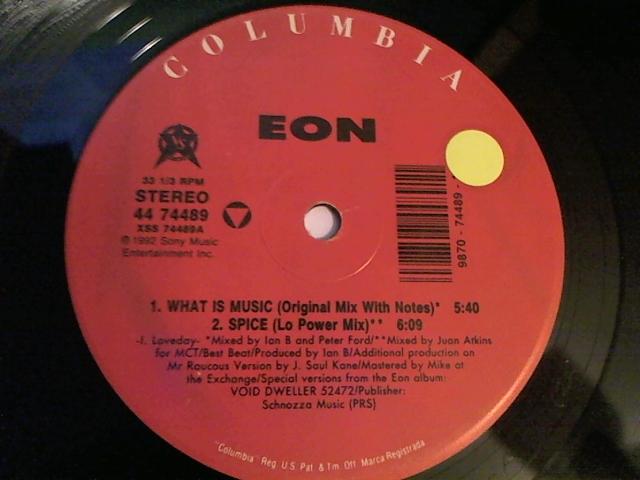 COLUMBIA
EON
33 1/3 RPM
STEREO
44 74489
XSS 74489A
℗ 1992 Sony Music
Entertainment Inc.
9870 - 74489 -
1. WHAT IS MUSIC (Original Mix With Notes)* 5:40
2. SPICE (Lo Power Mix)** 6:09
-I. Loveday- *Mixed by Ian B and Peter Ford/**Mixed by Juan Atkins
for MCT/Best Beat/Produced by Ian B/Additional production on
Mr Raucous Version by J. Saul Kane/Mastered by Mike at
the Exchange/Special versions from the Eon album:
VOID DWELLER 52472/Publisher:
Schnozza Music (PRS)
"Columbia" Reg. U.S. Pat. & Tm. Off. Marca Registrada.